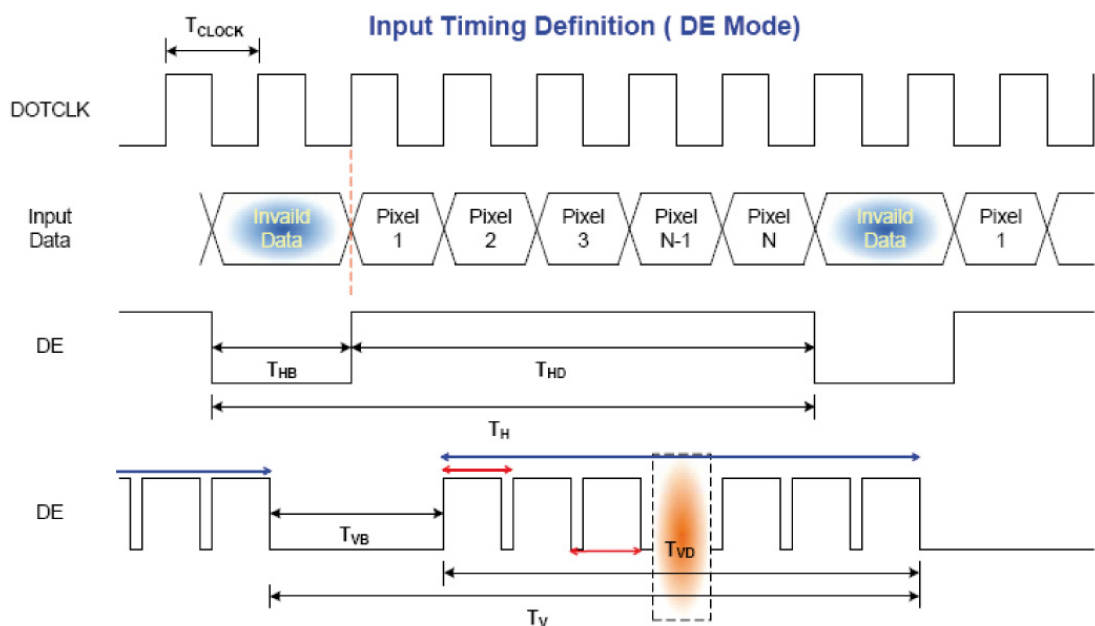 Input Timing Definition ( DE Mode)
TCLOCK
DOTCLK
Input
Data
Invaild
Data
Pixel
1
Pixel
2
Pixel
3
Pixel
N-1
Pixel
N
Invaild
Data
Pixel
1
DE
THB
THD
TH
DE
TVB
TVD
TV